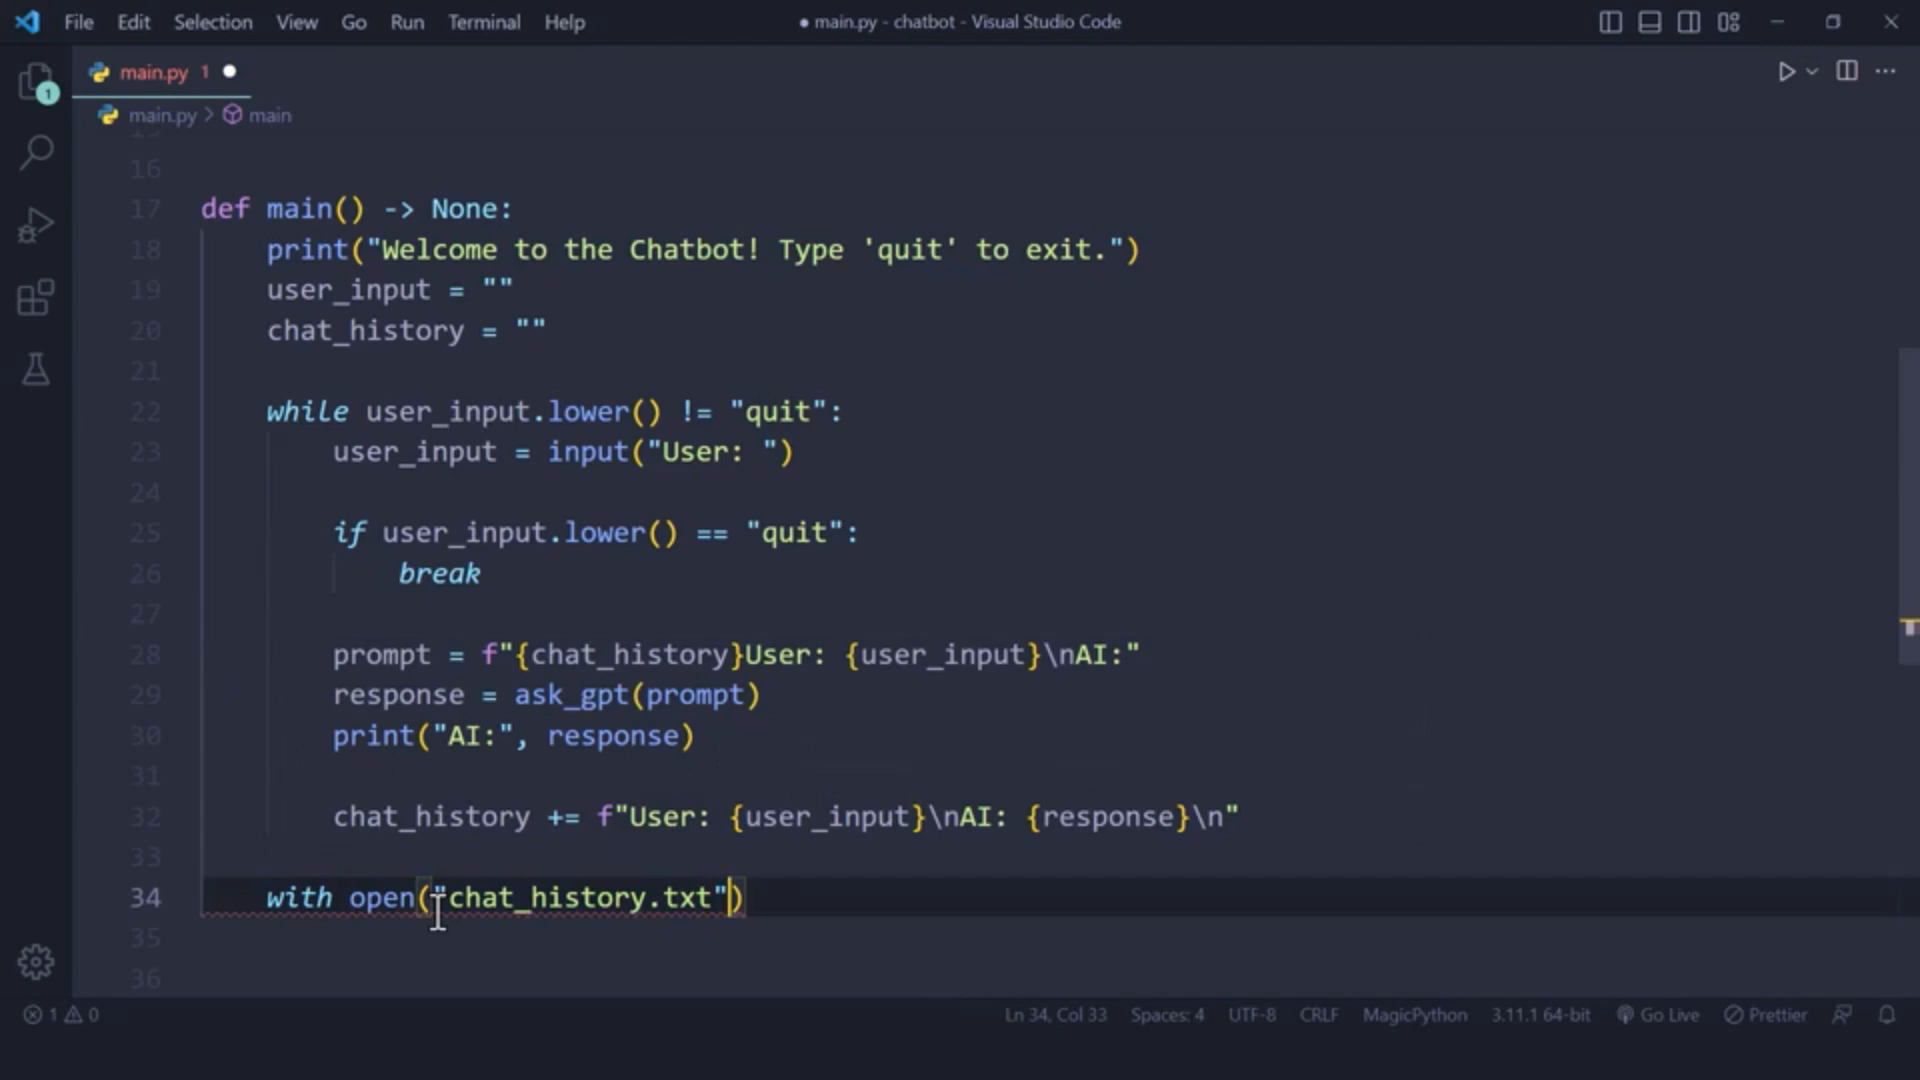 File Edit Selection View Go Run Terminal Help ● main.py - chatbot - Visual Studio Code
main.py 1
main.py > main
1
15
16
17 def main() -> None:
18 print("Welcome to the Chatbot! Type 'quit' to exit.")
19 user_input = ""
20 chat_history = ""
21
22 while user_input.lower() != "quit":
23 user_input = input("User: ")
24
25 if user_input.lower() == "quit":
26 break
27
28 prompt = f"{chat_history}User: {user_input}\nAI:"
29 response = ask_gpt(prompt)
30 print("AI:", response)
31
32 chat_history += f"User: {user_input}\nAI: {response}\n"
33
34 with open("chat_history.txt")
35
36
1 0 Ln 34, Col 33 Spaces: 4 UTF-8 CRLF MagicPython 3.11.1 64-bit Go Live Prettier